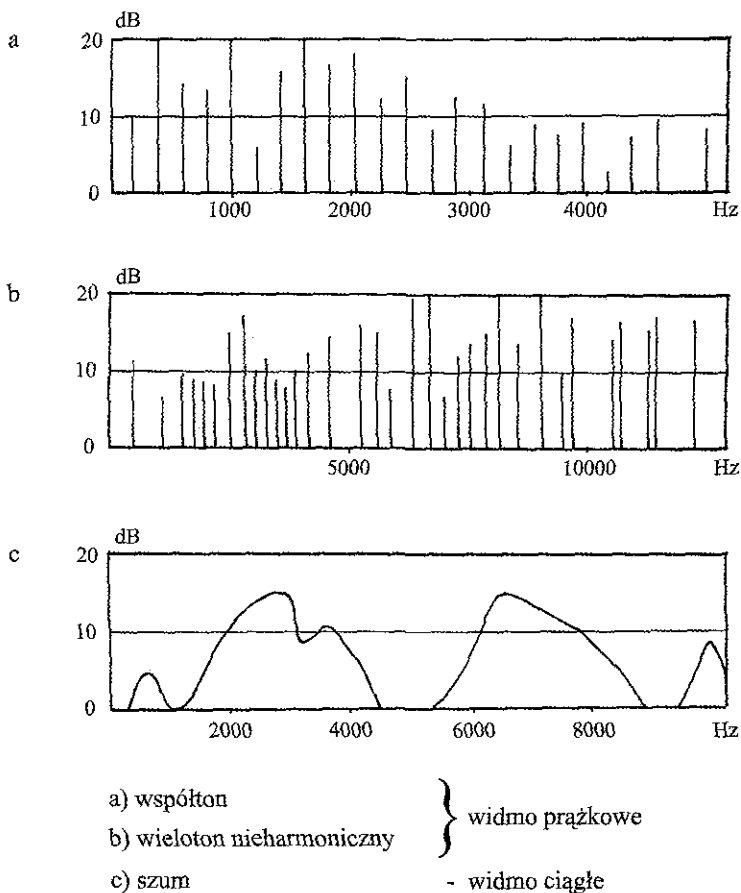 a
dB
20
10
0
1000 2000 3000 4000 Hz
b
dB
20
10
0
5000 10000 Hz
c
dB
20
10
0
2000 4000 6000 8000 Hz
a) współton
b) wieloton nieharmoniczny
} widmo prążkowe
c) szum - widmo ciągłe